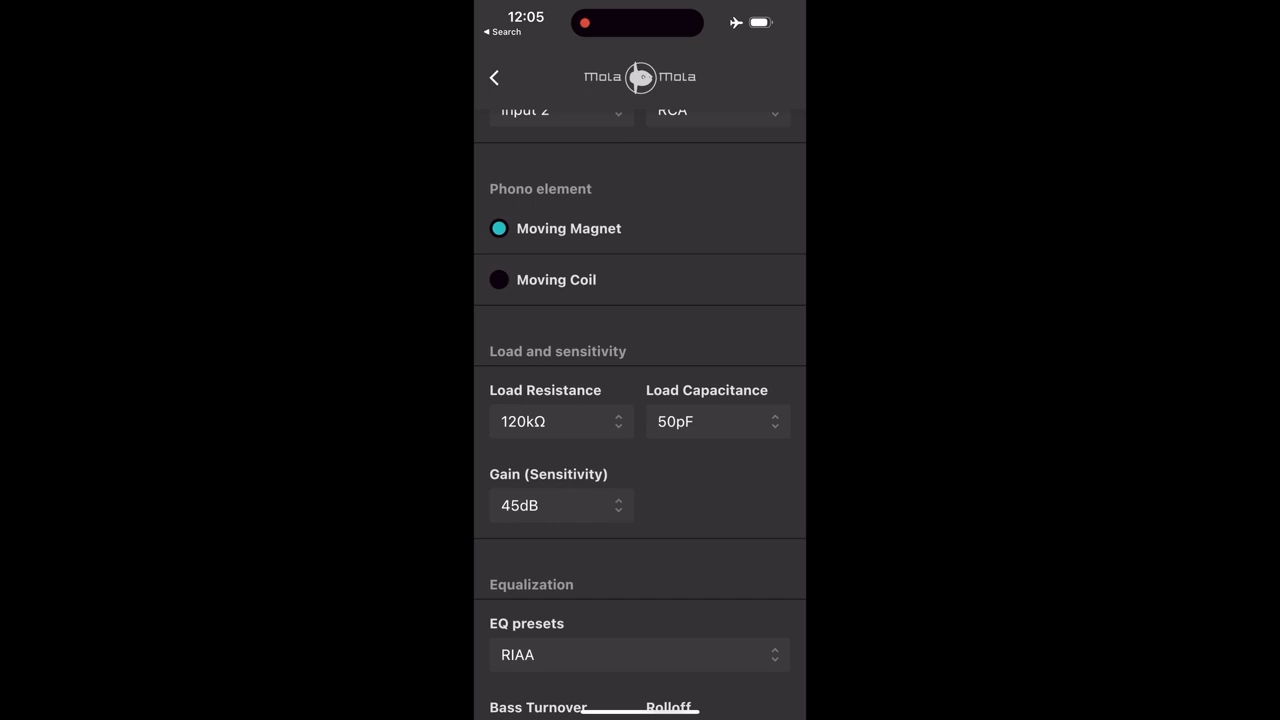 12:05
Search
mola mola
Input 2 RCA
Phono element
Moving Magnet
Moving Coil
Load and sensitivity
Load Resistance Load Capacitance
120kΩ 50pF
Gain (Sensitivity)
45dB
Equalization
EQ presets
RIAA
Bass Turnover Rolloff